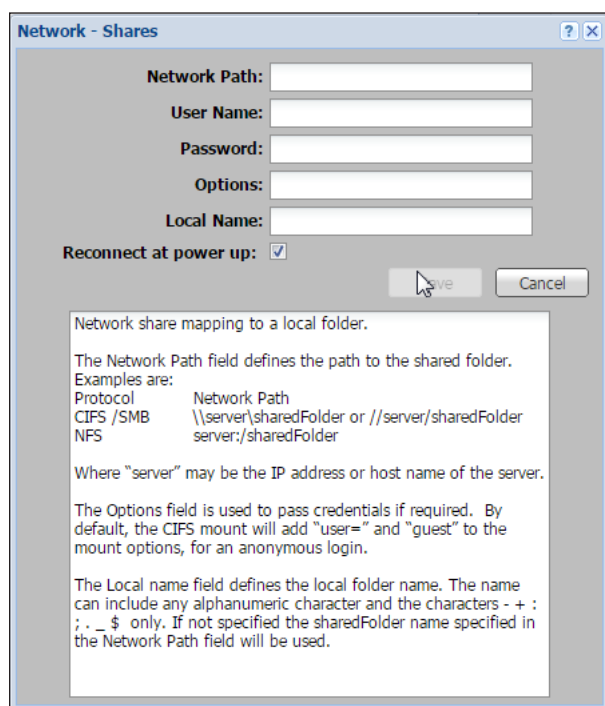 Network - Shares
?
Network Path:
User Name:
Password:
Options:
Local Name:
Reconnect at power up:
Cancel
Network share mapping to a local folder.
The Network Path field defines the path to the shared folder.
Examples are:
Protocol Network Path
CIFS /SMB \\server\sharedFolder or //server/sharedFolder
NFS server:/sharedFolder
Where “server” may be the IP address or host name of the server.
The Options field is used to pass credentials if required. By
default, the CIFS mount will add “user=” and “guest” to the
mount options, for an anonymous login.
The Local name field defines the local folder name. The name
can include any alphanumeric character and the characters - + :
; . _ $ only. If not specified the sharedFolder name specified in
the Network Path field will be used.